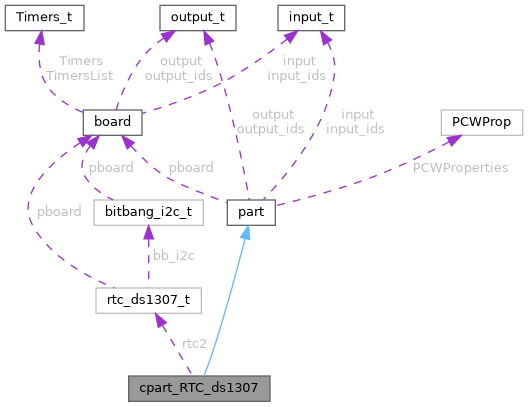 Timers_t
output_t
input_t
Timers
TimersList
output
output_ids
input
input_ids
board
output
output_ids
input
input_ids
PCWProp
pboard
pboard
PCWProperties
pboard
bitbang_i2c_t
part
bb_i2c
rtc_ds1307_t
rtc2
cpart_RTC_ds1307